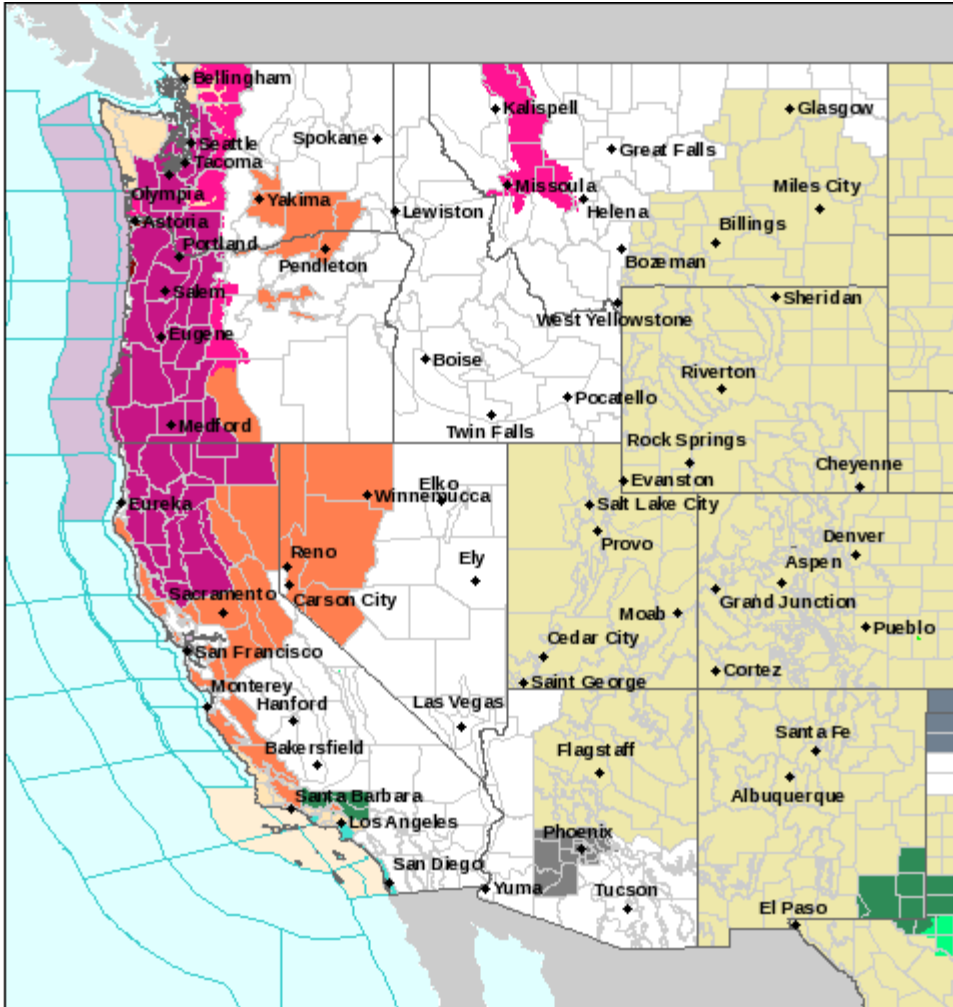 Bellingham
Kalispell
Glasgow
Spokane
Seattle
Great Falls
Tacoma
Missoula
Miles City
Olympia
Yakima
Lewiston
Helena
Astoria
Billings
Portland
Bozeman
Pendleton
Salem
Sheridan
West Yellowstone
Eugene
Boise
Riverton
Pocatello
Medford
Twin Falls
Rock Springs
Cheyenne
Elko
Evanston
Winnemucca
Eureka
Salt Lake City
Denver
Provo
Reno
Ely
Aspen
Sacramento
Carson City
Grand Junction
Moab
Pueblo
Cedar City
San Francisco
Cortez
Saint George
Monterey
Hanford
Las Vegas
Bakersfield
Flagstaff
Santa Fe
Santa Barbara
Albuquerque
Los Angeles
Phoenix
San Diego
Yuma
Tucson
El Paso